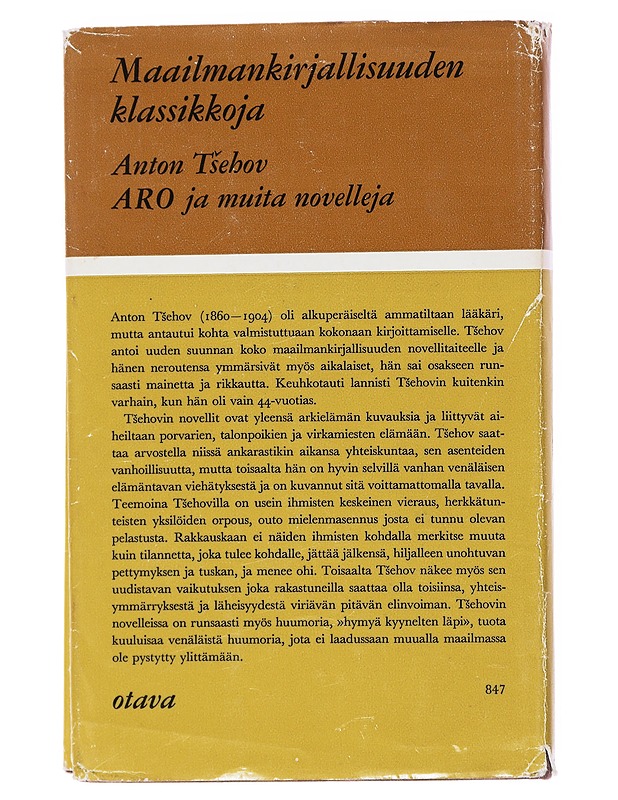 Maailmankirjallisuuden
klassikkoja
Anton Tšehov
ARO ja muita novelleja
Anton Tšehov (1860—1904) oli alkuperäiseltä ammatiltaan lääkäri,
mutta antautui kohta valmistuttuaan kokonaan kirjoittamiselle. Tšehov
antoi uuden suunnan koko maailmankirjallisuuden novellitaiteelle ja
hänen neroutensa ymmärsivät myös aikalaiset, hän sai osakseen run-
saasti mainetta ja rikkautta. Keuhkotauti lannisti Tšehovin kuitenkin
varhain, kun hän oli vain 44-vuotias.
Tšehovin novellit ovat yleensä arkielämän kuvauksia ja liittyvät ai-
heiltaan porvarien, talonpoikien ja virkamiesten elämään. Tšehov saat-
taa arvostella niissä ankarastikin aikansa yhteiskuntaa, sen asenteiden
vanhoillisuutta, mutta toisaalta hän on hyvin selvillä vanhan venäläisen
elämäntavan viehätyksestä ja on kuvannut sitä voittamattomalla tavalla.
Teemoina Tšehovilla on usein ihmisten keskeinen vieraus, herkkätun-
teisten yksilöiden orpous, outo mielenmasennus josta ei tunnu olevan
pelastusta. Rakkauskaan ei näiden ihmisten kohdalla merkitse muuta
kuin tilannetta, joka tulee kohdalle, jättää jälkensä, hiljalleen unohtuvan
pettymyksen ja tuskan, ja menee ohi. Toisaalta Tšehov näkee myös sen
uudistavan vaikutuksen joka rakastuneilla saattaa olla toisiinsa, yhteis-
ymmärryksestä ja läheisyydestä viriävän pitävän elinvoiman. Tšehovin
novelleissa on runsaasti myös huumoria, »hymyä kyynelten läpi», tuota
kuuluisaa venäläistä huumoria, jota ei laadussaan muualla maailmassa
ole pystytty ylittämään.
otava
847